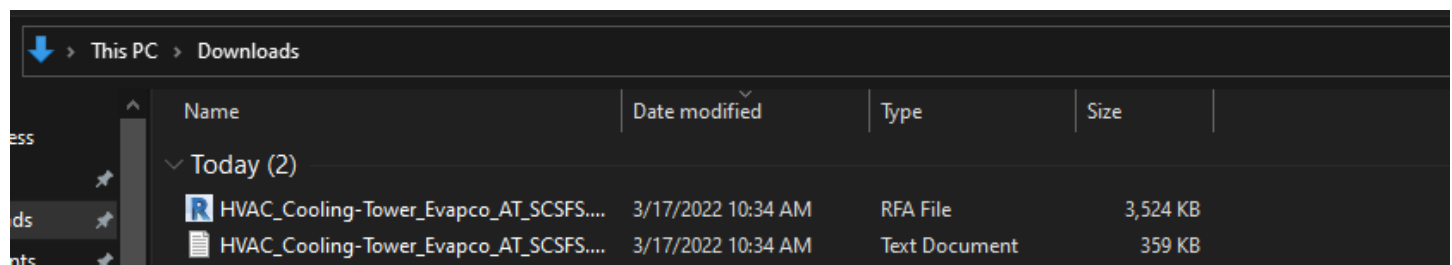 This PC > Downloads
Name Date modified Type Size
ess
Today (2)
HVAC_Cooling-Tower_Evapco_AT_SCSFS.... 3/17/2022 10:34 AM RFA File 3,524 KB
ads
HVAC_Cooling-Tower_Evapco_AT_SCSFS.... 3/17/2022 10:34 AM Text Document 359 KB
nts